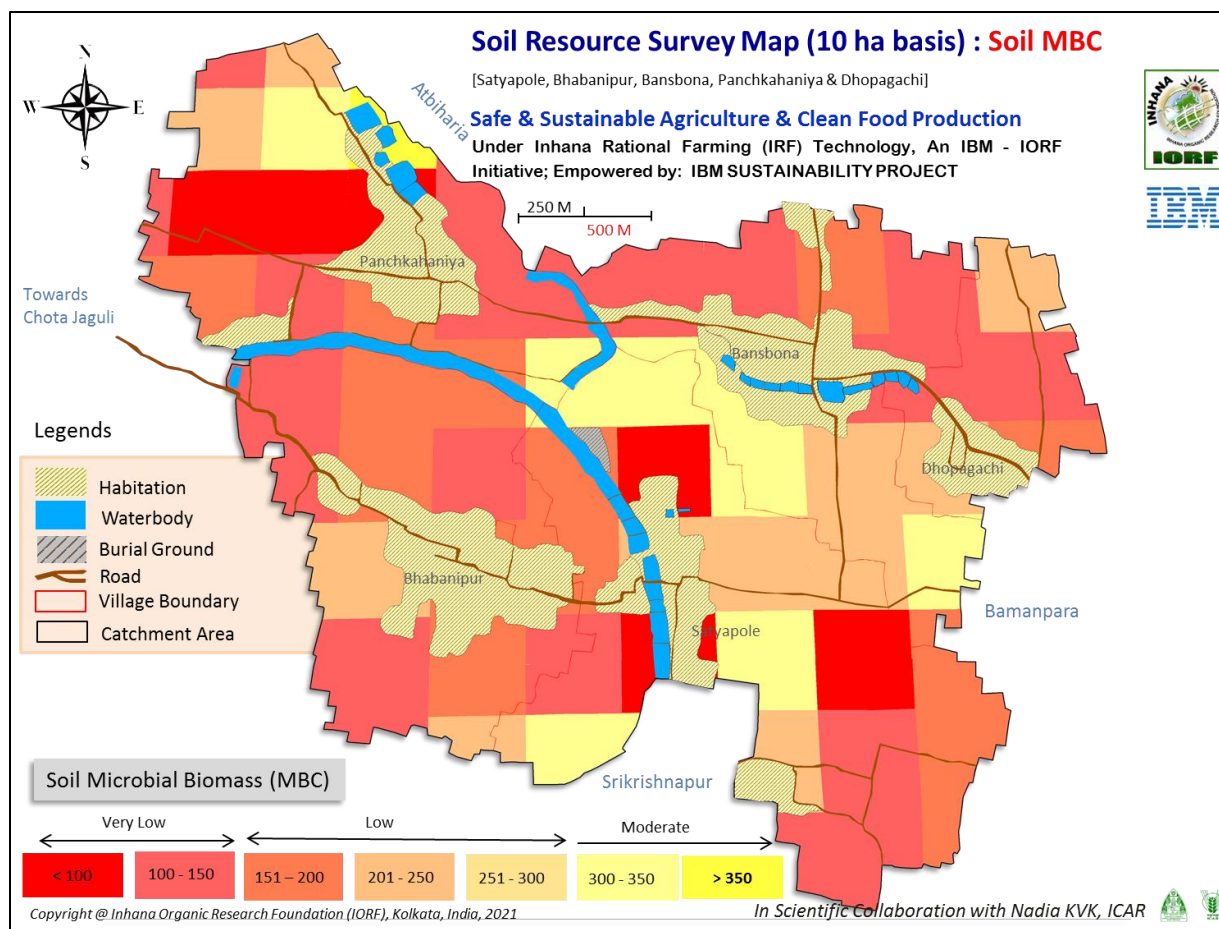 Soil Resource Survey Map (10 ha basis) : Soil MBC
[Satyapole, Bhabanipur, Bansbona, Panchkahaniya & Dhopagachi]
Safe & Sustainable Agriculture & Clean Food Production
Under Inhana Rational Farming (IRF) Technology, An IBM - IORF
Initiative; Empowered by: IBM SUSTAINABILITY PROJECT
N
W E
S
INHANA
IORF
IBM
Atbiharia
250 M
500 M
Panchkahaniya
Towards
Chota Jaguli
Bansbona
Dhopagachi
Bhabanipur
Satyapole
Bamanpara
Srikrishnapur
Legends
Habitation
Waterbody
Burial Ground
Road
Village Boundary
Catchment Area
Soil Microbial Biomass (MBC)
Very Low Low Moderate
< 100 100 - 150 151 – 200 201 - 250 251 - 300 300 - 350 > 350
Copyright @ Inhana Organic Research Foundation (IORF), Kolkata, India, 2021
In Scientific Collaboration with Nadia KVK, ICAR